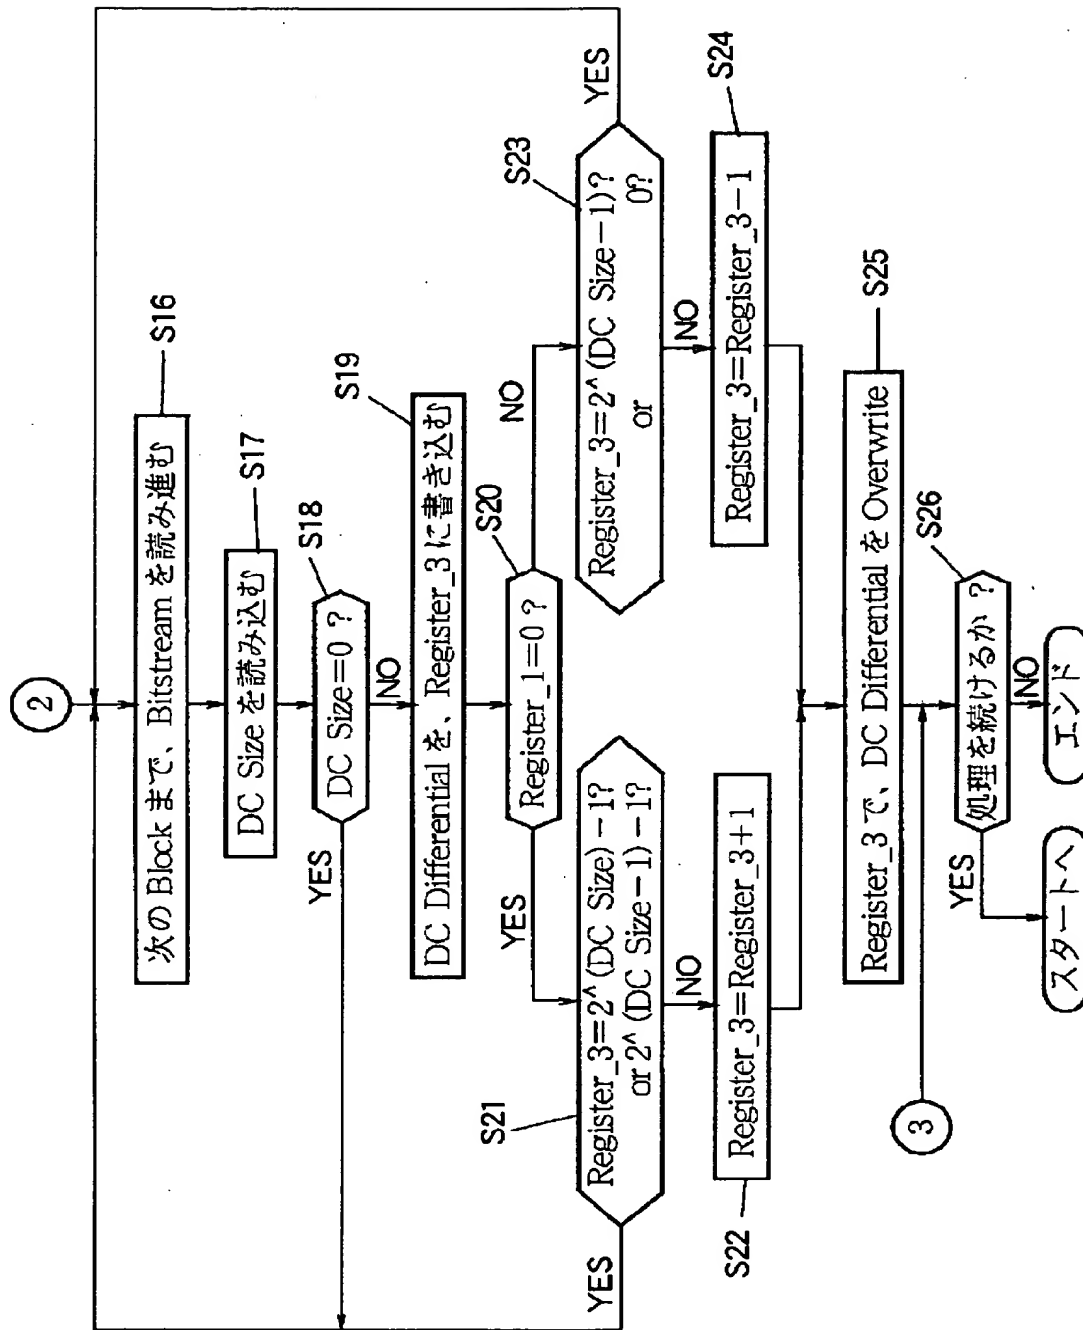 2
次の Block まで、Bitstream を読み進む
S16
DC Size を読み込む
S17
DC Size=0 ?
S18
YES
NO
DC Differential を、Register_3 に書き込む
S19
Register_1=0 ?
S20
YES
NO
Register_3=2^(DC Size)-1?
or 2^(DC Size-1)-1?
S21
YES
NO
Register_3=2^(DC Size-1)?
or 0?
S23
YES
NO
Register_3=Register_3+1
S22
Register_3=Register_3-1
S24
Register_3 で、DC Differential を Overwrite
S25
3
処理を続けるか ?
S26
YES
NO
スタートへ
エンド